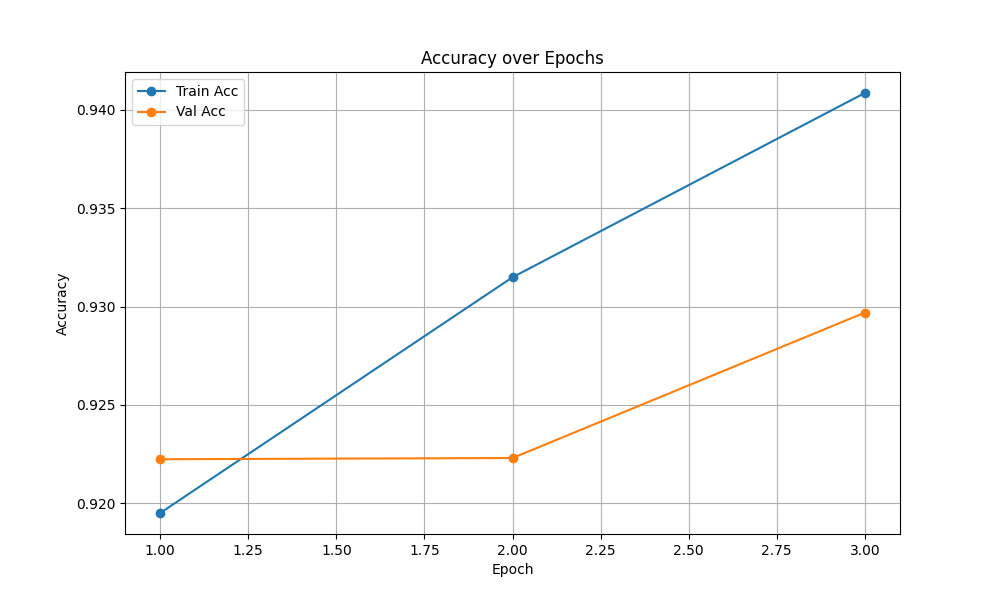 Accuracy over Epochs
Train Acc
Val Acc
0.940
0.935
0.930
0.925
0.920
Accuracy
1.00 1.25 1.50 1.75 2.00 2.25 2.50 2.75 3.00
Epoch